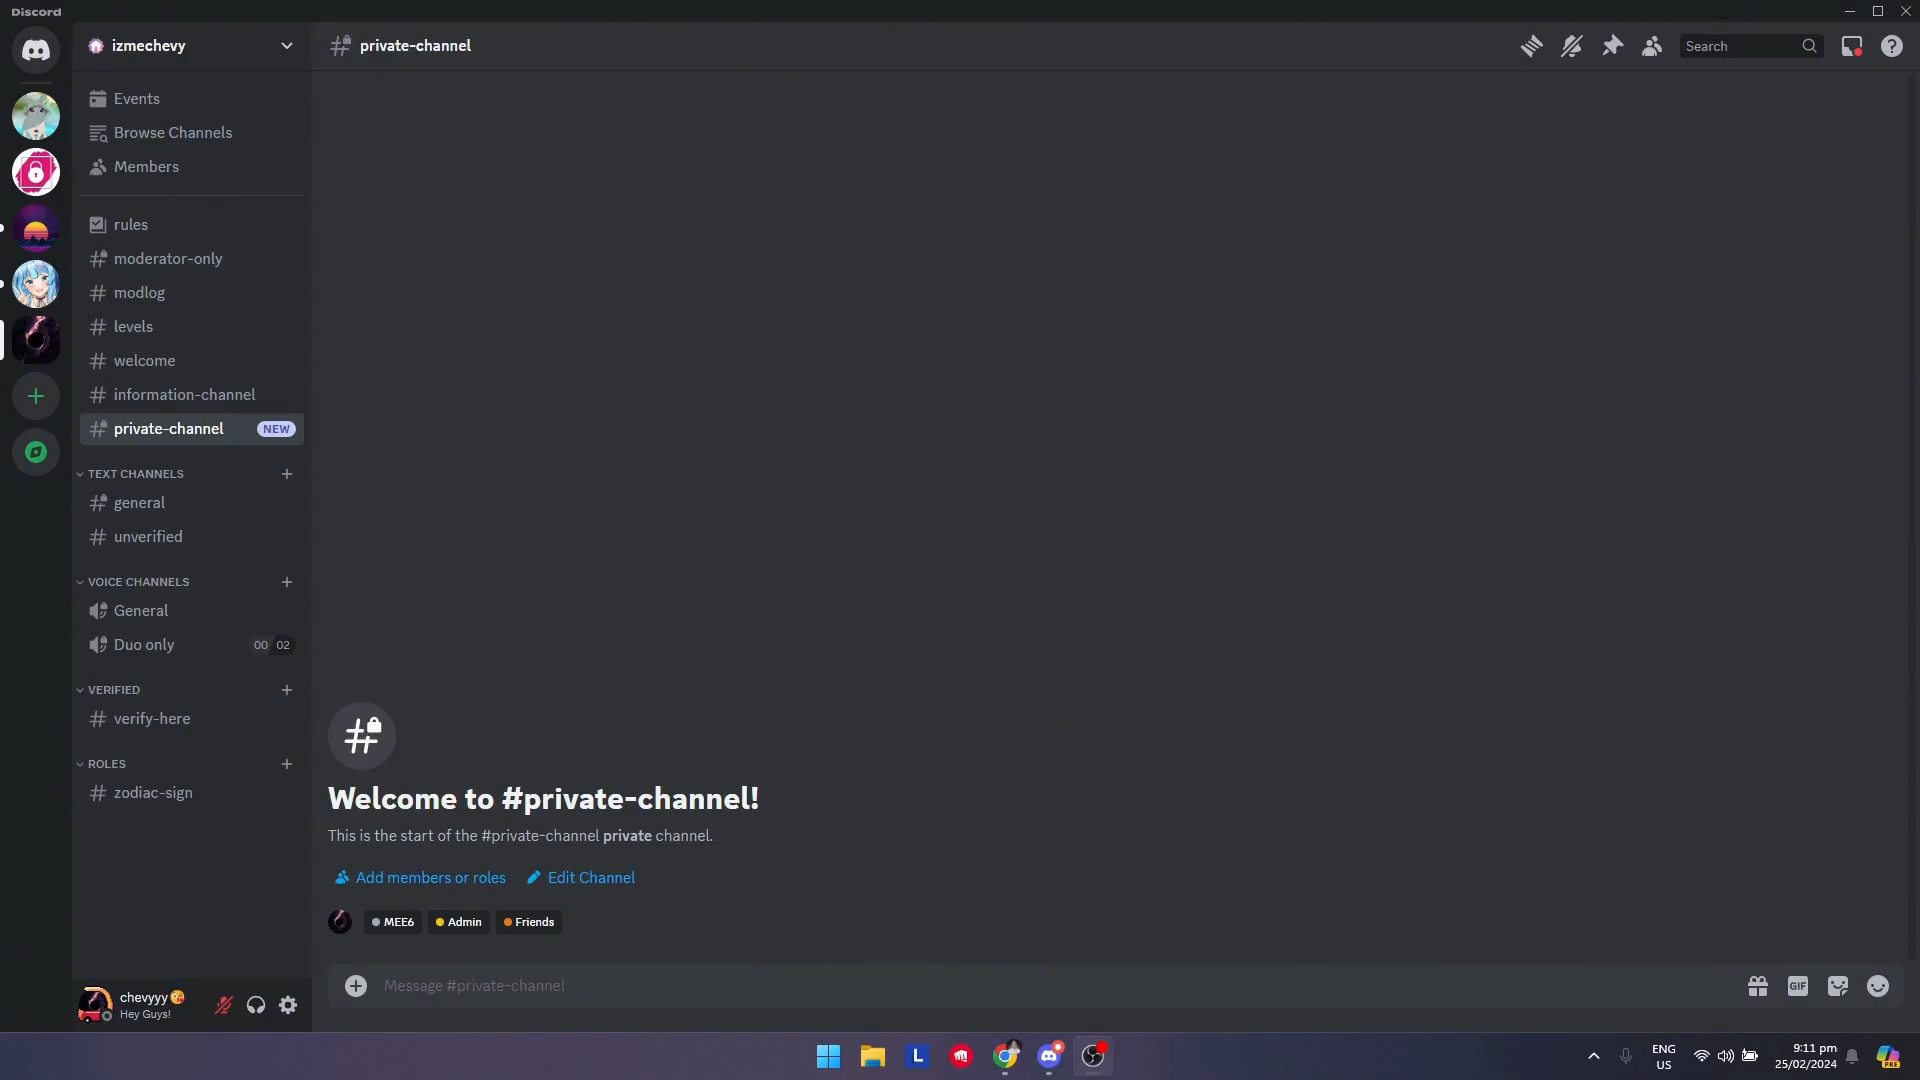 Discord
izmechevy
private-channel
Search
Events
Browse Channels
Members
rules
moderator-only
modlog
levels
welcome
information-channel
private-channel NEW
TEXT CHANNELS
general
unverified
VOICE CHANNELS
General
Duo only 00 02
VERIFIED
verify-here
ROLES
zodiac-sign
Welcome to #private-channel!
This is the start of the #private-channel private channel.
Add members or roles Edit Channel
MEE6 Admin Friends
Message #private-channel
GIF
chevyyy😘
Hey Guys!
L
ENG
US
9:11 pm
25/02/2024
PRE